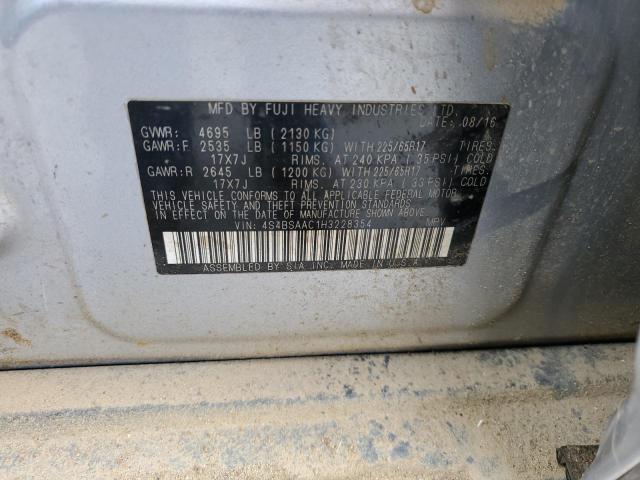 MFD BY FUJI HEAVY INDUSTRIES LTD.
DATE: 08/16
GVWR: 4695 LB (2130 KG)
GAWR:F 2535 LB (1150 KG) WITH 225/65R17 TIRES.
17X7J RIMS. AT 240 KPA ( 35 PSI) COLD
GAWR:R 2645 LB (1200 KG) WITH 225/65R17 TIRES.
17X7J RIMS. AT 230 KPA ( 33 PSI) COLD
THIS VEHICLE CONFORMS TO ALL APPLICABLE FEDERAL MOTOR
VEHICLE SAFETY AND THEFT PREVENTION STANDARDS
IN EFFECT ON THE DATE OF MANUFACTURE SHOWN ABOVE.
VIN: 4S4BSAAC1H3228354 MPV
ASSEMBLED BY SIA INC. MADE IN U.S.A.